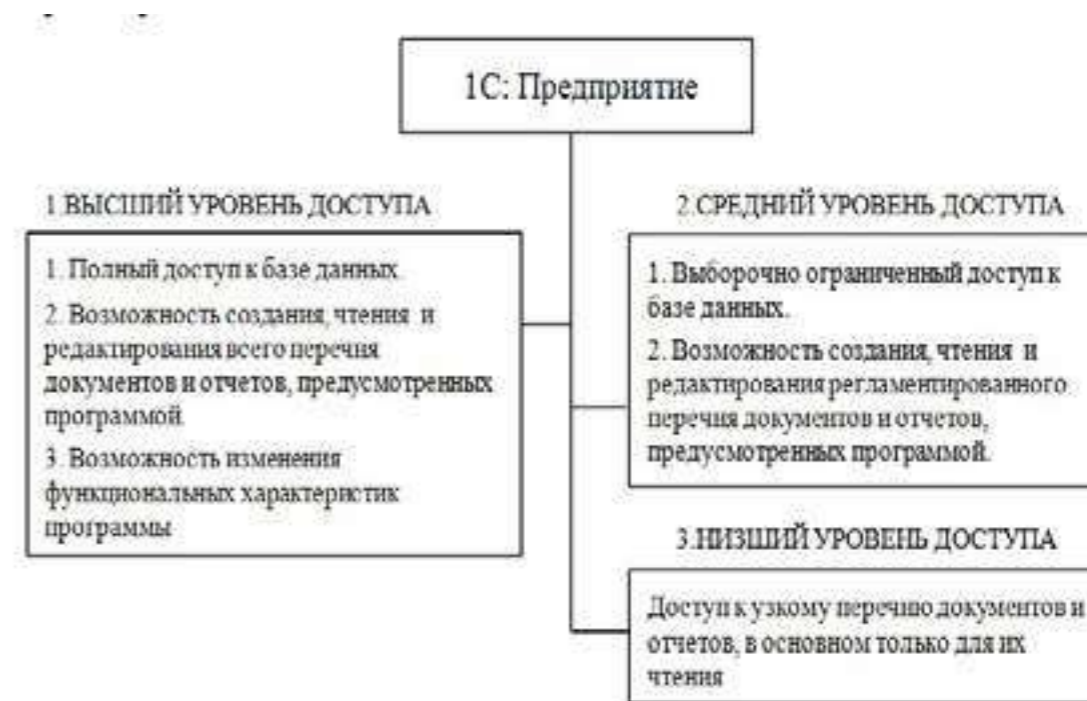 1С: Предприятие
1.ВЫСШИЙ УРОВЕНЬ ДОСТУПА
1. Полный доступ к базе данных.
2. Возможность создания, чтения и
редактирования всего перечня
документов и отчетов, предусмотренных
программой.
3. Возможность изменения
функциональных характеристик
программы
2.СРЕДНИЙ УРОВЕНЬ ДОСТУПА
1. Выборочно ограниченный доступ к
базе данных.
2. Возможность создания, чтения и
редактирования регламентированного
перечня документов и отчетов,
предусмотренных программой.
3.НИЗШИЙ УРОВЕНЬ ДОСТУПА
Доступ к узкому перечню документов и
отчетов, в основном только для их
чтения